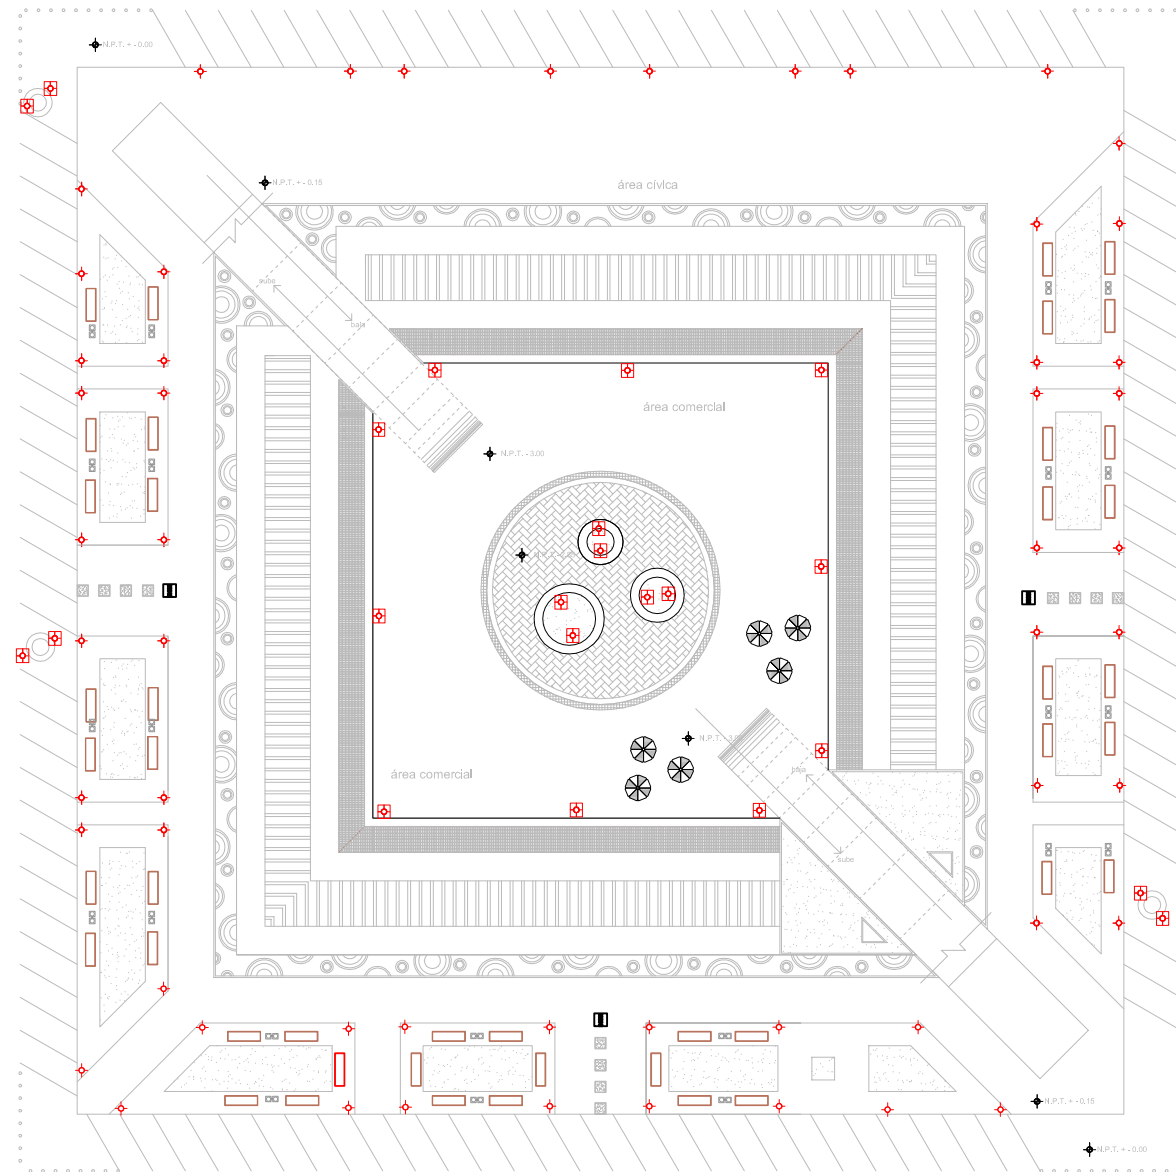 N.P.T. + - 0.00
N.P.T. + - 0.15
área cívica
sube
baja
área comercial
N.P.T. - 3.00
área comercial
baja
sube
N.P.T. + - 0.15
N.P.T. + - 0.00